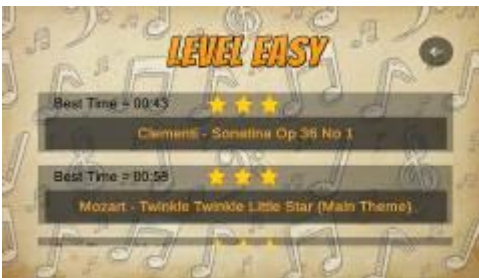 LEVEL EASY
Best Time = 00:43
Clementi - Sonatina Op 36 No 1
Best Time = 00:58
Mozart - Twinkle Twinkle Little Star (Main Theme)